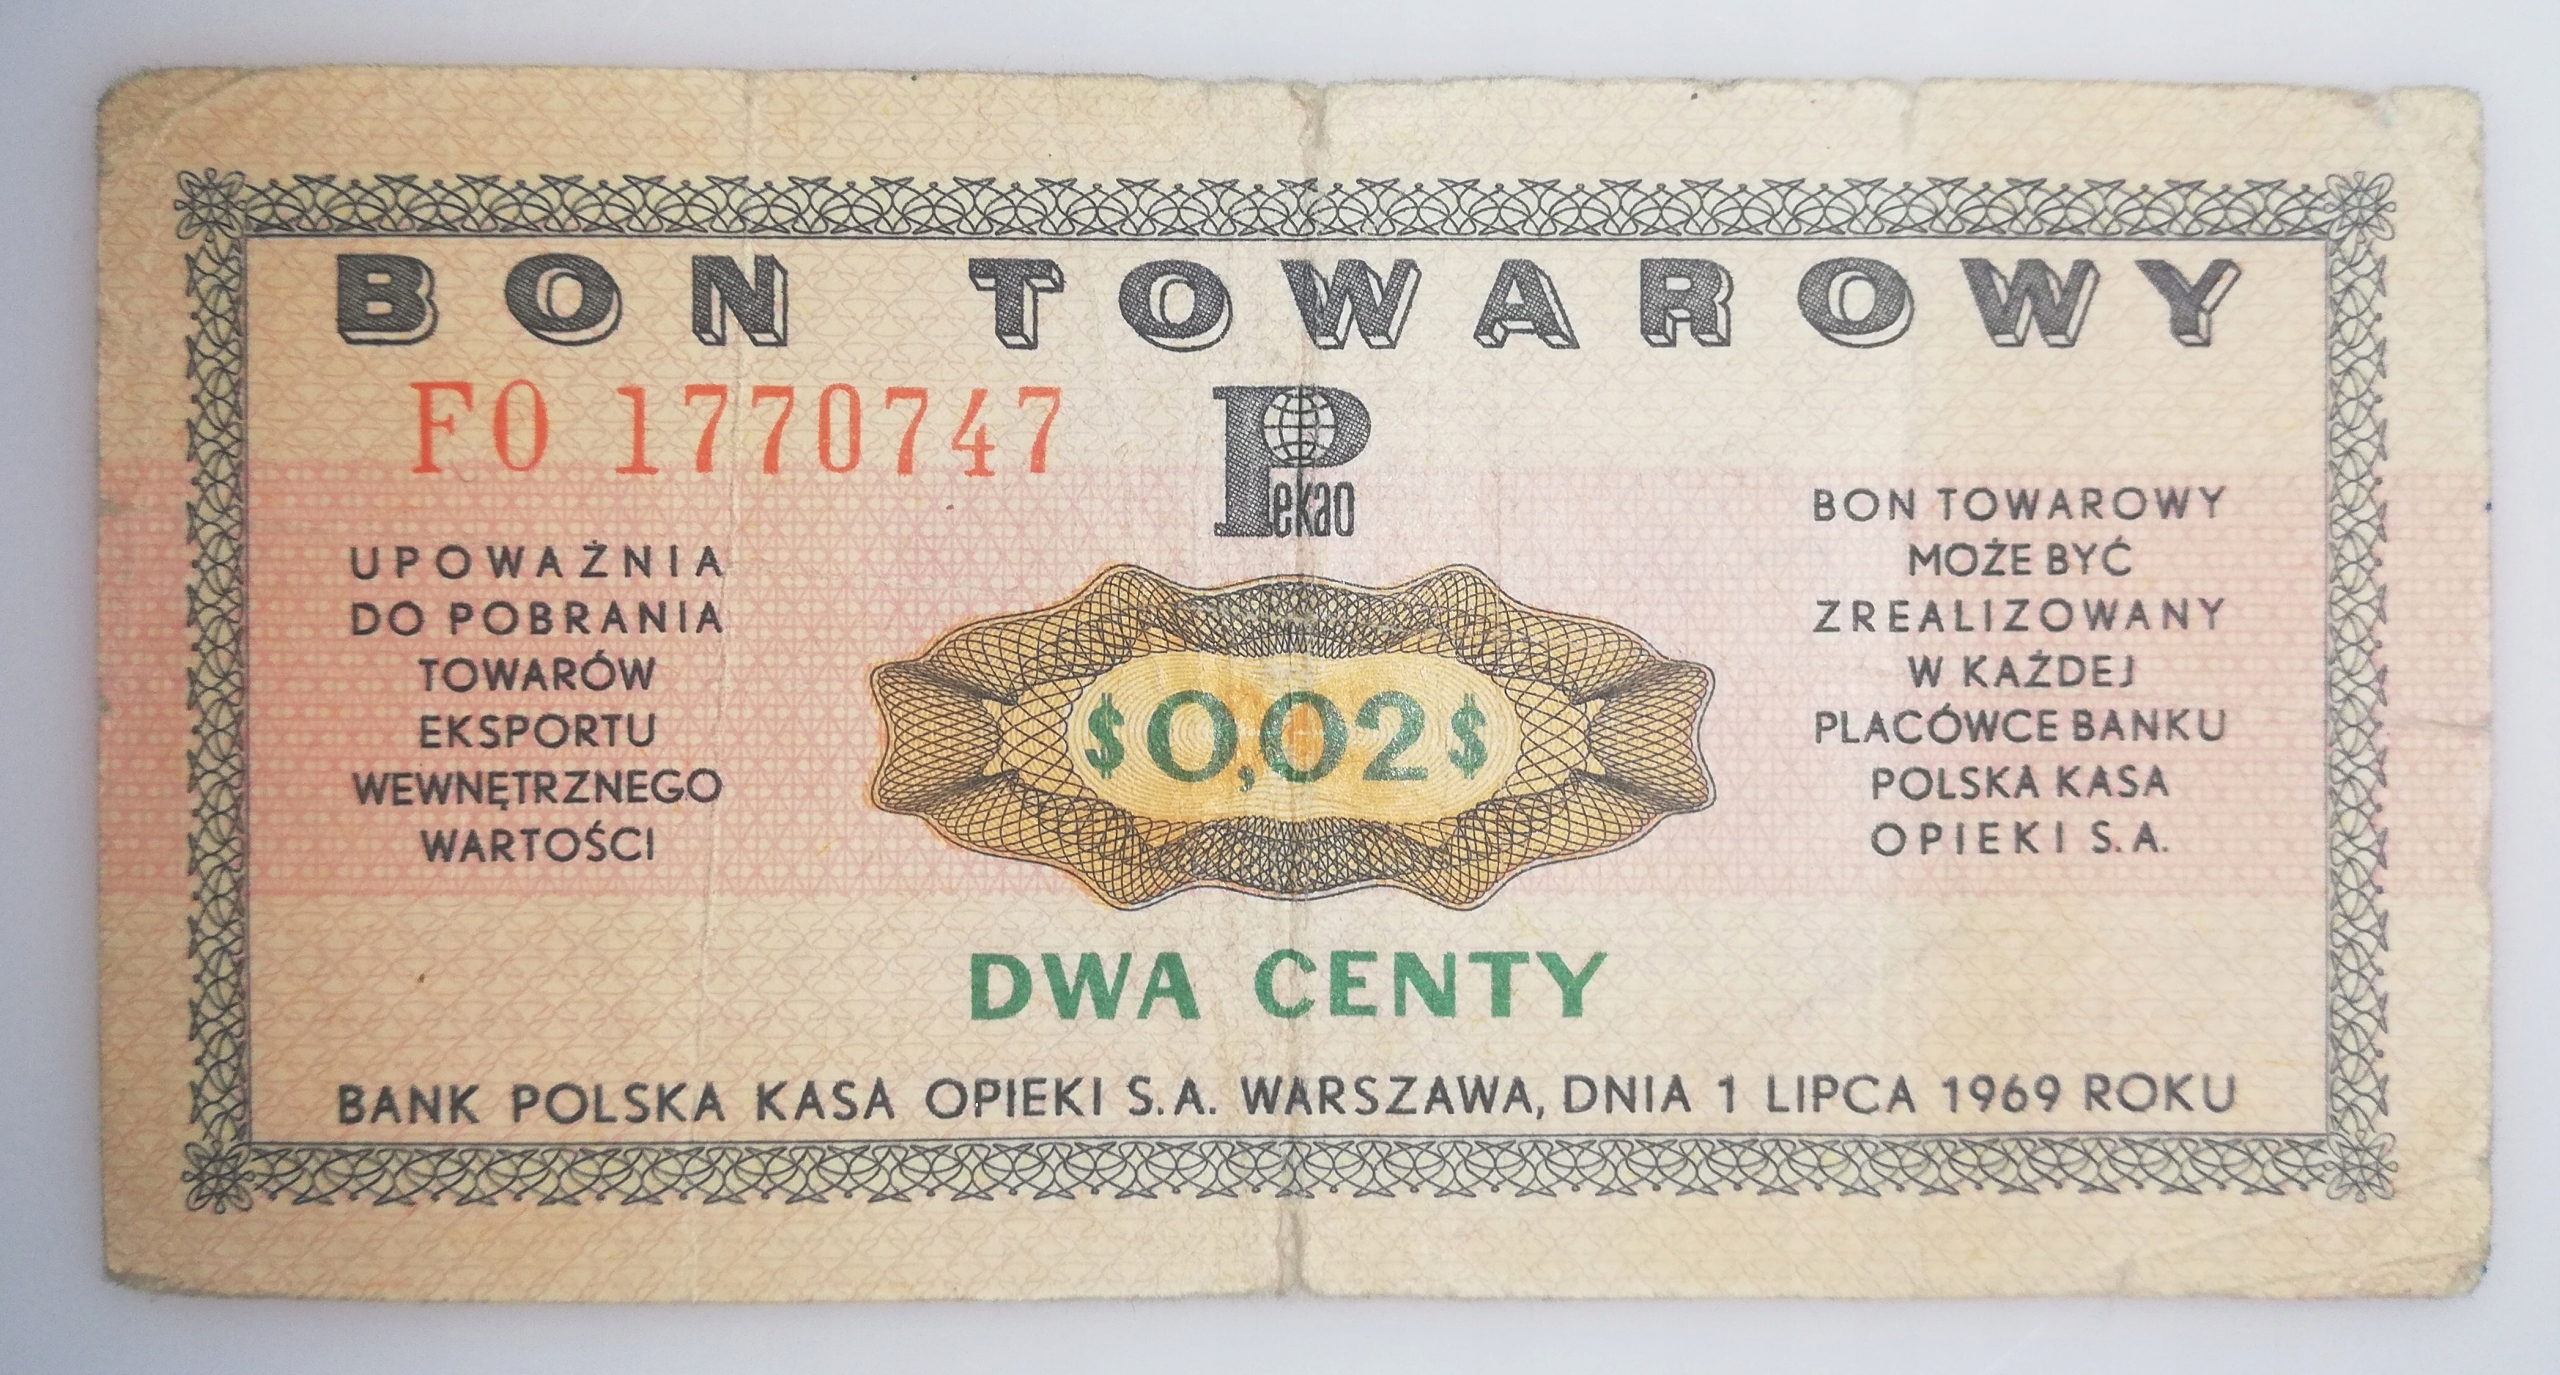 BON TOWAROWY
FO 1770747
Pekao
UPOWAŻNIA
DO POBRANIA
TOWARÓW
EKSPORTU
WEWNĘTRZNEGO
WARTOŚCI
$0,02$
BON TOWAROWY
MOŻE BYĆ
ZREALIZOWANY
W KAŻDEJ
PLACÓWCE BANKU
POLSKA KASA
OPIEKI S.A.
DWA CENTY
BANK POLSKA KASA OPIEKI S.A. WARSZAWA, DNIA 1 LIPCA 1969 ROKU